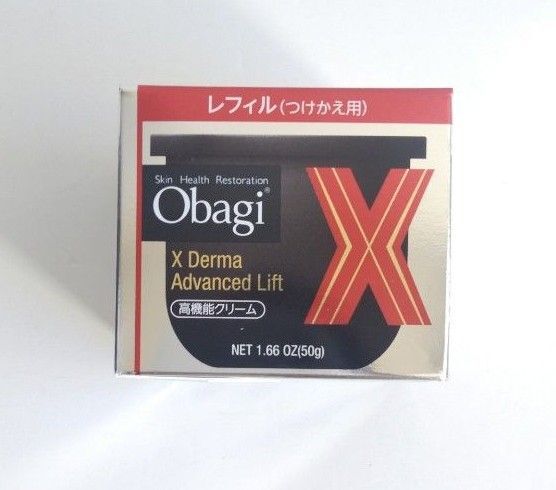 レフィル(つけかえ用)
Skin Health Restoration
Obagi®
X
X Derma
Advanced Lift
高機能クリーム
NET 1.66 OZ(50g)